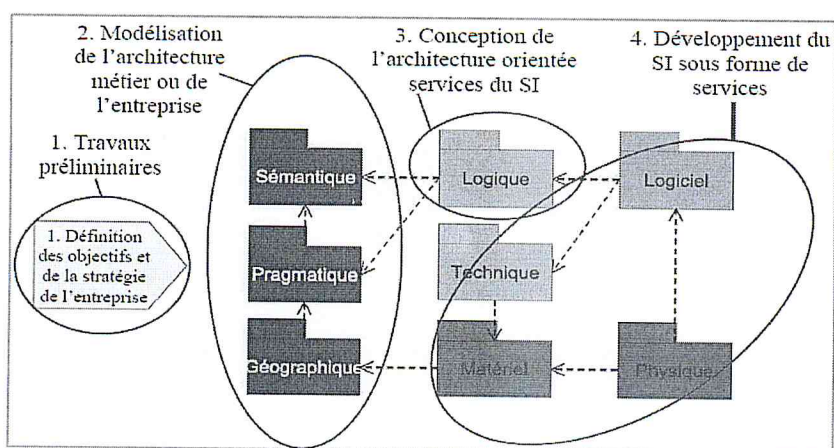 2. Modélisation
de l'architecture
métier ou de
l'entreprise
3. Conception de
l'architecture orientée
services du SI
4. Développement du
SI sous forme de
services
1. Travaux
préliminaires
1. Définition
des objectifs et
de la stratégie
de l'entreprise
Sémantique
Logique
Logiciel
Pragmatique
Technique
Géographique
Matériel
Physique